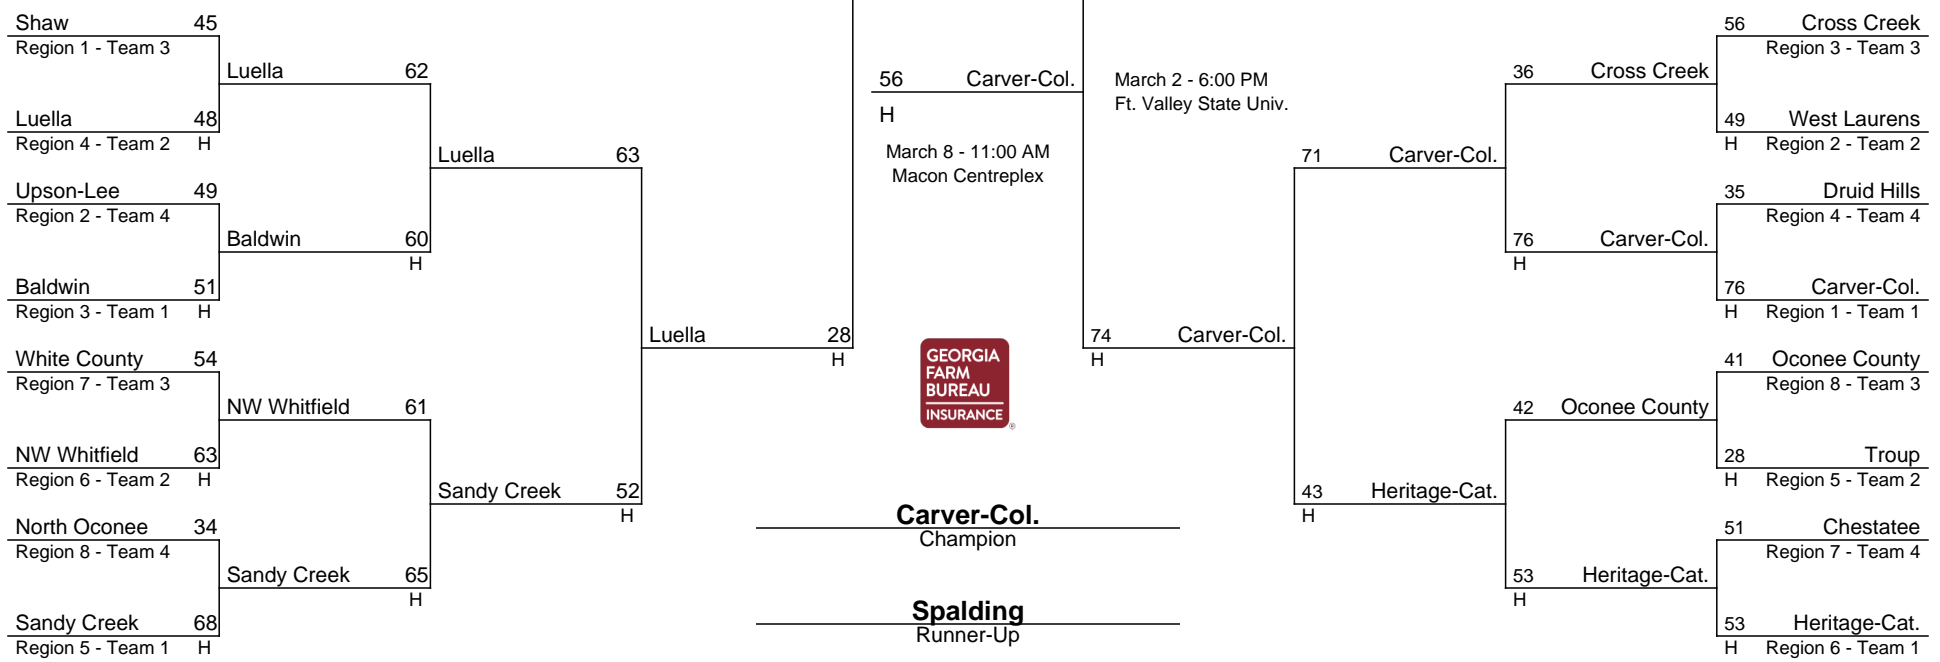 Shaw 45
Region 1 - Team 3
Luella 62
Luella 48
Region 4 - Team 2 H
Luella 63
Upson-Lee 49
Region 2 - Team 4
Baldwin 60
H
Baldwin 51
Region 3 - Team 1 H
Luella 28
H
White County 54
Region 7 - Team 3
NW Whitfield 61
NW Whitfield 63
Region 6 - Team 2 H
Sandy Creek 52
H
North Oconee 34
Region 8 - Team 4
Sandy Creek 65
H
Sandy Creek 68
Region 5 - Team 1 H
56 Carver-Col.
H
March 8 - 11:00 AM
Macon Centreplex
March 2 - 6:00 PM
Ft. Valley State Univ.
GEORGIA
FARM
BUREAU
INSURANCE
®
Carver-Col.
Champion
Spalding
Runner-Up
74 Carver-Col.
H
71 Carver-Col.
43 Heritage-Cat.
H
36 Cross Creek
76 Carver-Col.
H
42 Oconee County
53 Heritage-Cat.
H
56 Cross Creek
Region 3 - Team 3
49 West Laurens
H Region 2 - Team 2
35 Druid Hills
Region 4 - Team 4
76 Carver-Col.
H Region 1 - Team 1
41 Oconee County
Region 8 - Team 3
28 Troup
H Region 5 - Team 2
51 Chestatee
Region 7 - Team 4
53 Heritage-Cat.
H Region 6 - Team 1